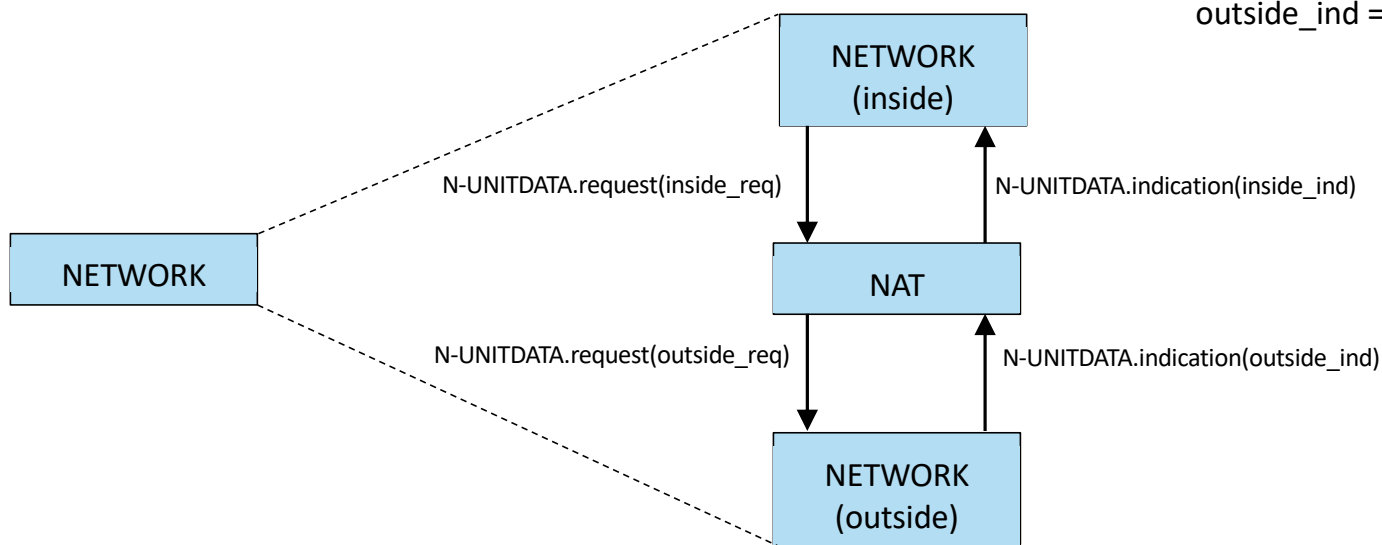 outside_ind =
NETWORK
(inside)
N-UNITDATA.request(inside_req)
N-UNITDATA.indication(inside_ind)
NETWORK
NAT
N-UNITDATA.request(outside_req)
N-UNITDATA.indication(outside_ind)
NETWORK
(outside)